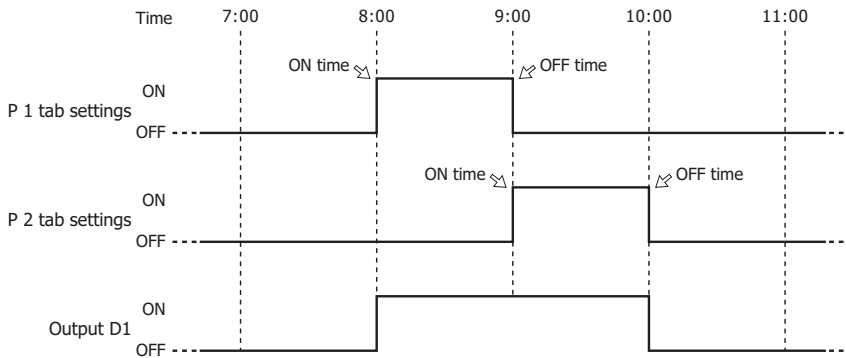 Time 7:00 8:00 9:00 10:00 11:00
ON time OFF time
ON
P 1 tab settings
OFF
ON time OFF time
ON
P 2 tab settings
OFF
ON
Output D1
OFF